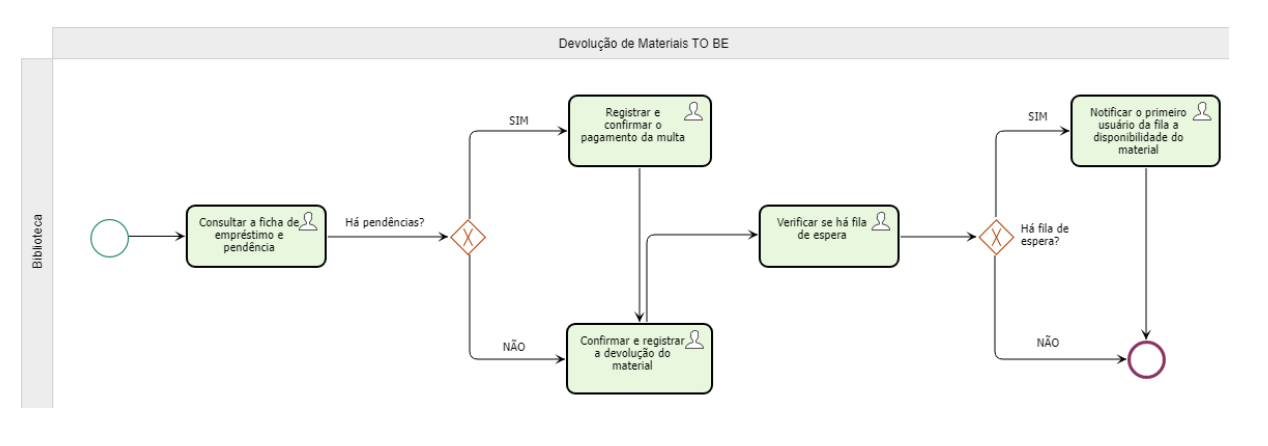 Devolução de Materiais TO BE
Biblioteca
Consultar a ficha de
empréstimo e
pendência
Há pendências?
SIM
Registrar e
confirmar o
pagamento da multa
NÃO
Confirmar e registrar
a devolução do
material
Verificar se há fila
de espera
Há fila de
espera?
SIM
Notificar o primeiro
usuário da fila a
disponibilidade do
material
NÃO